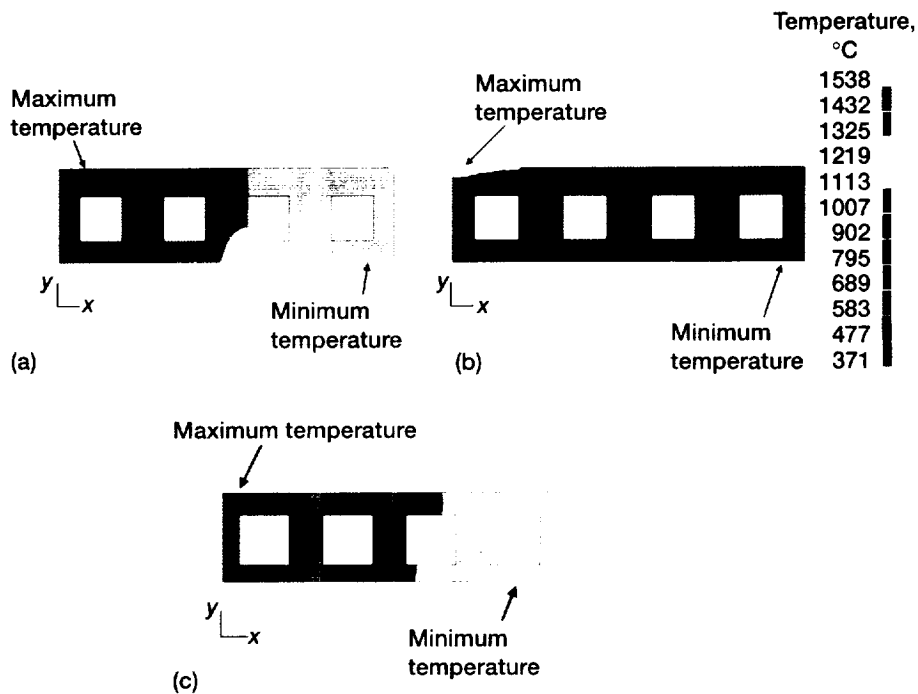 Temperature,
°C
1538
1432
1325
1219
1113
1007
902
795
689
583
477
371
Maximum
temperature
y
x
Minimum
temperature
(a)
Maximum
temperature
y
x
Minimum
temperature
(b)
Maximum temperature
y
x
Minimum
temperature
(c)